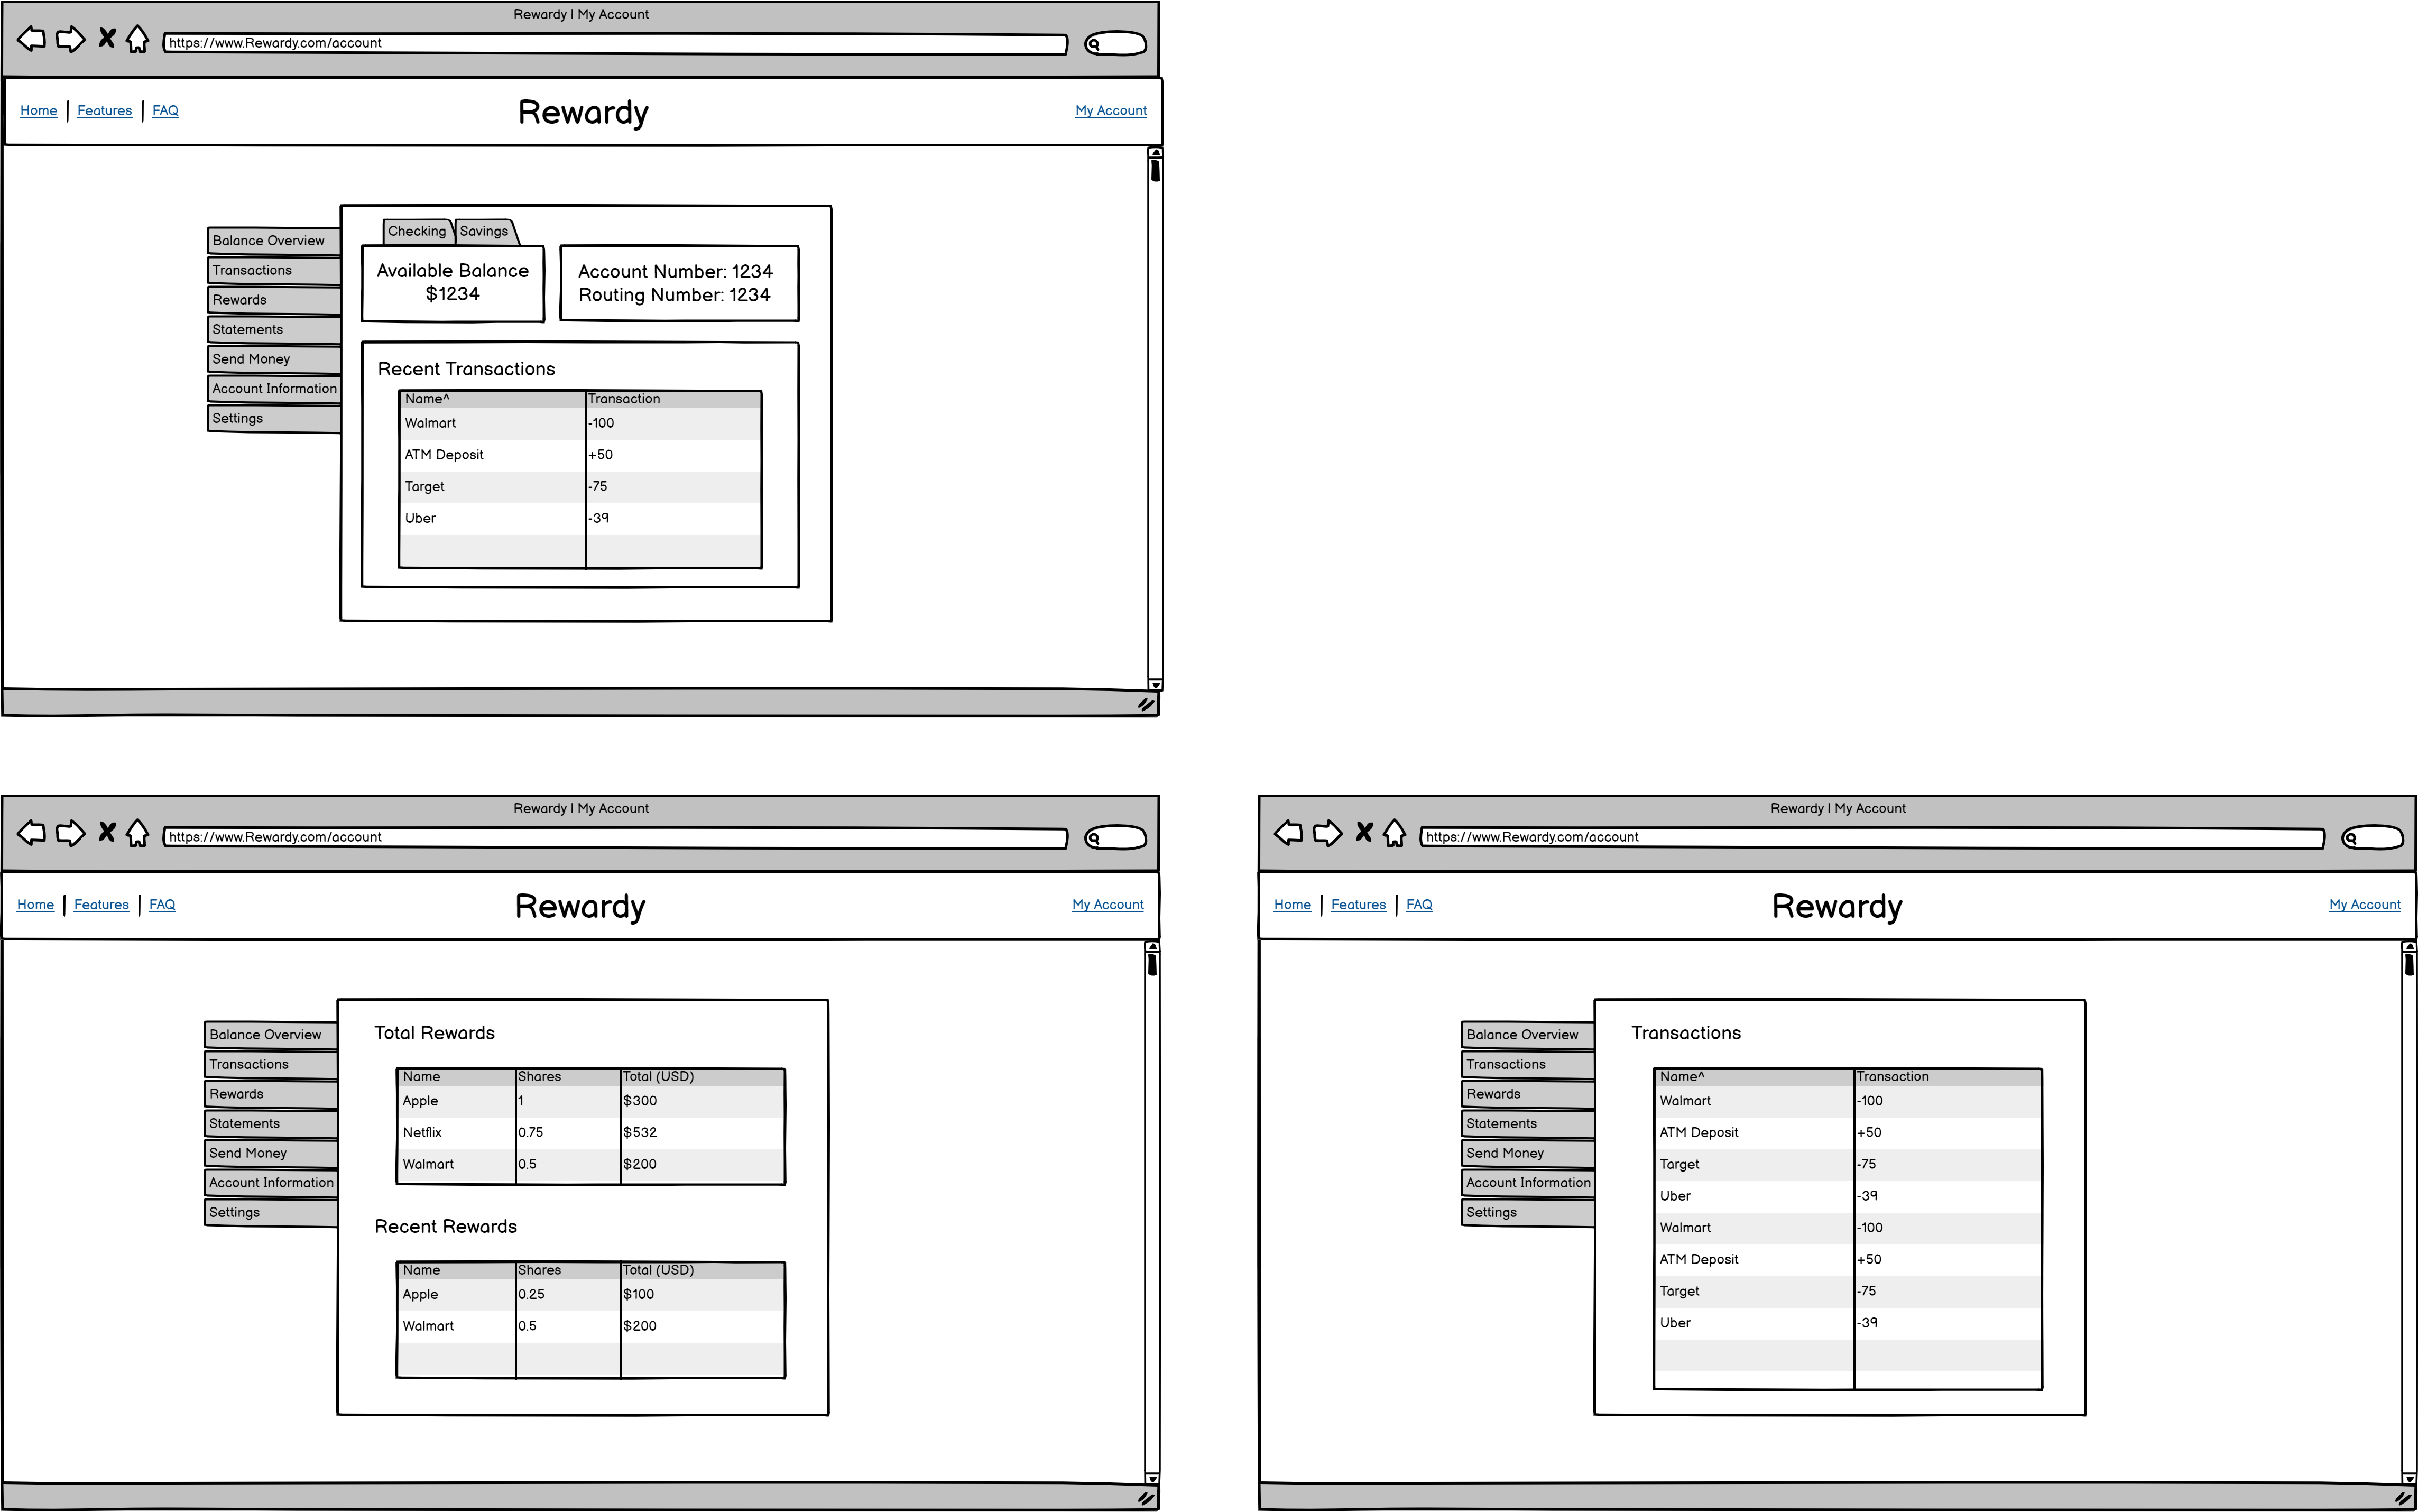 Rewardy | My Account
https://www.Rewardy.com/account
Home | Features | FAQ
Rewardy
My Account
Balance Overview
Transactions
Rewards
Statements
Send Money
Account Information
Settings
Checking Savings
Available Balance
$1234
Account Number: 1234
Routing Number: 1234
Recent Transactions
Name^ Transaction
Walmart -100
ATM Deposit +50
Target -75
Uber -39
Rewardy | My Account
https://www.Rewardy.com/account
Home | Features | FAQ
Rewardy
My Account
Balance Overview
Transactions
Rewards
Statements
Send Money
Account Information
Settings
Total Rewards
Name Shares Total (USD)
Apple 1 $300
Netflix 0.75 $532
Walmart 0.5 $200
Recent Rewards
Name Shares Total (USD)
Apple 0.25 $100
Walmart 0.5 $200
Rewardy | My Account
https://www.Rewardy.com/account
Home | Features | FAQ
Rewardy
My Account
Balance Overview
Transactions
Rewards
Statements
Send Money
Account Information
Settings
Transactions
Name^ Transaction
Walmart -100
ATM Deposit +50
Target -75
Uber -39
Walmart -100
ATM Deposit +50
Target -75
Uber -39